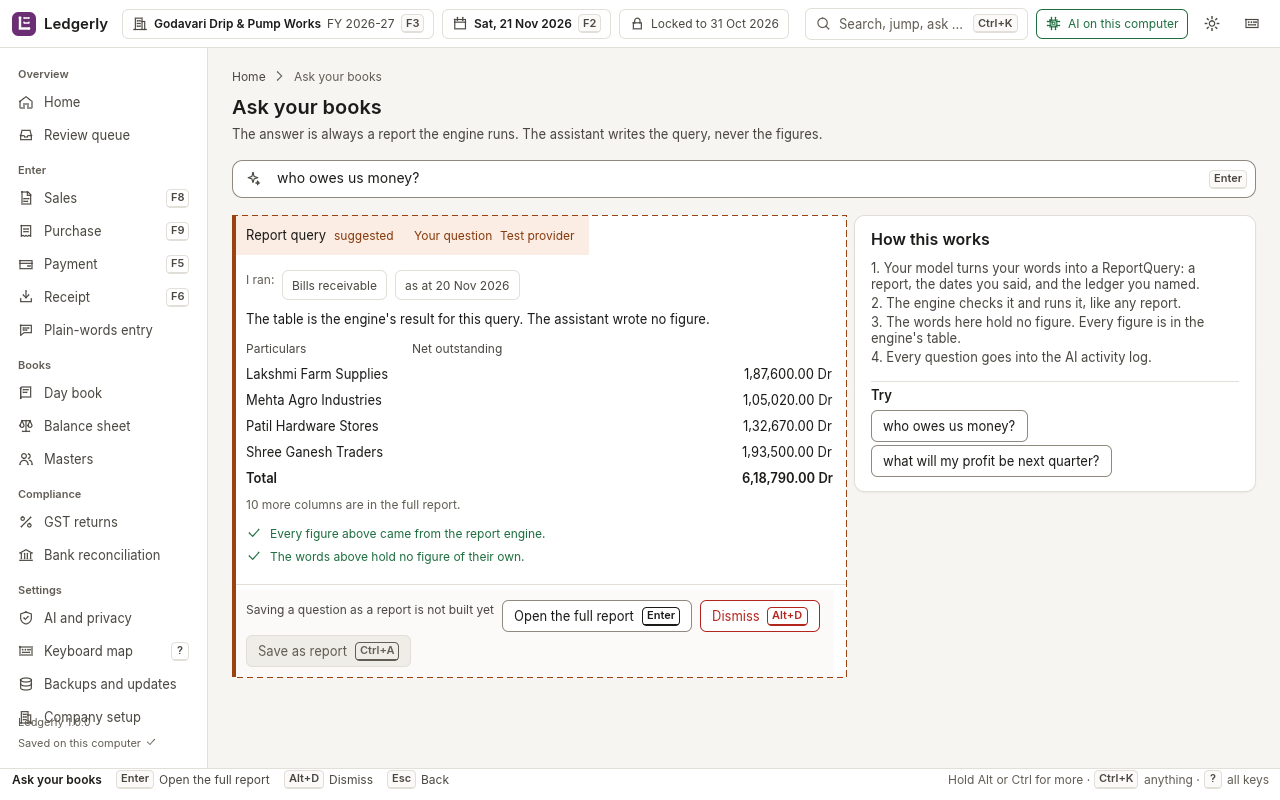 Ledgerly
Godavari Drip & Pump Works FY 2026-27 F3
Sat, 21 Nov 2026 F2
Locked to 31 Oct 2026
Search, jump, ask ... Ctrl+K
AI on this computer
Overview
Home
Review queue
Enter
Sales F8
Purchase F9
Payment F5
Receipt F6
Plain-words entry
Books
Day book
Balance sheet
Masters
Compliance
GST returns
Bank reconciliation
Settings
AI and privacy
Keyboard map ?
Backups and updates
Company setup
Ledgerly 1.0.0
Saved on this computer
Home > Ask your books
Ask your books
The answer is always a report the engine runs. The assistant writes the query, never the figures.
who owes us money? Enter
Report query suggested Your question Test provider
I ran: Bills receivable as at 20 Nov 2026
The table is the engine's result for this query. The assistant wrote no figure.
Particulars Net outstanding
Lakshmi Farm Supplies 1,87,600.00 Dr
Mehta Agro Industries 1,05,020.00 Dr
Patil Hardware Stores 1,32,670.00 Dr
Shree Ganesh Traders 1,93,500.00 Dr
Total 6,18,790.00 Dr
10 more columns are in the full report.
Every figure above came from the report engine.
The words above hold no figure of their own.
Saving a question as a report is not built yet
Open the full report Enter
Dismiss Alt+D
Save as report Ctrl+A
How this works
1. Your model turns your words into a ReportQuery: a
report, the dates you said, and the ledger you named.
2. The engine checks it and runs it, like any report.
3. The words here hold no figure. Every figure is in the
engine's table.
4. Every question goes into the AI activity log.
Try
who owes us money?
what will my profit be next quarter?
Ask your books Enter Open the full report Alt+D Dismiss Esc Back
Hold Alt or Ctrl for more · Ctrl+K anything · ? all keys